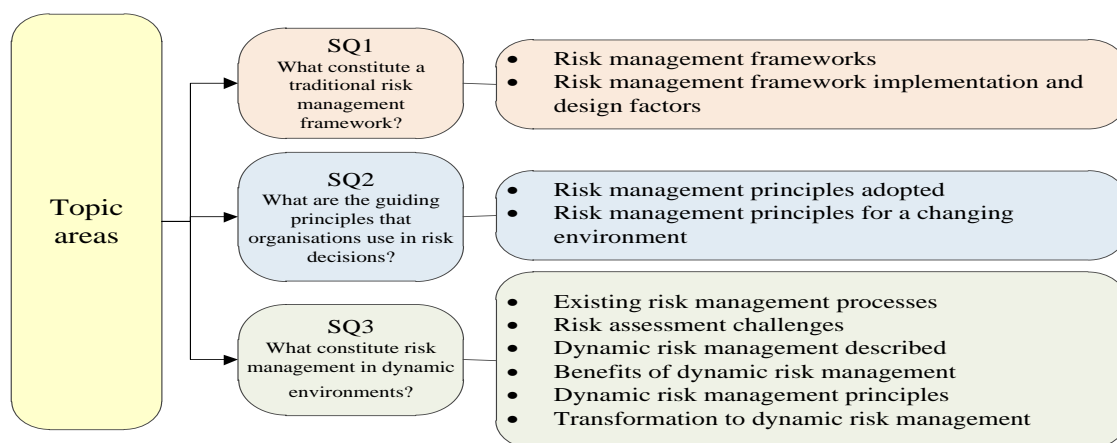 Topic
areas
SQ1
What constitute a
traditional risk
management
framework?
• Risk management frameworks
• Risk management framework implementation and
design factors
SQ2
What are the guiding
principles that
organisations use in risk
decisions?
• Risk management principles adopted
• Risk management principles for a changing
environment
SQ3
What constitute risk
management in dynamic
environments?
• Existing risk management processes
• Risk assessment challenges
• Dynamic risk management described
• Benefits of dynamic risk management
• Dynamic risk management principles
• Transformation to dynamic risk management